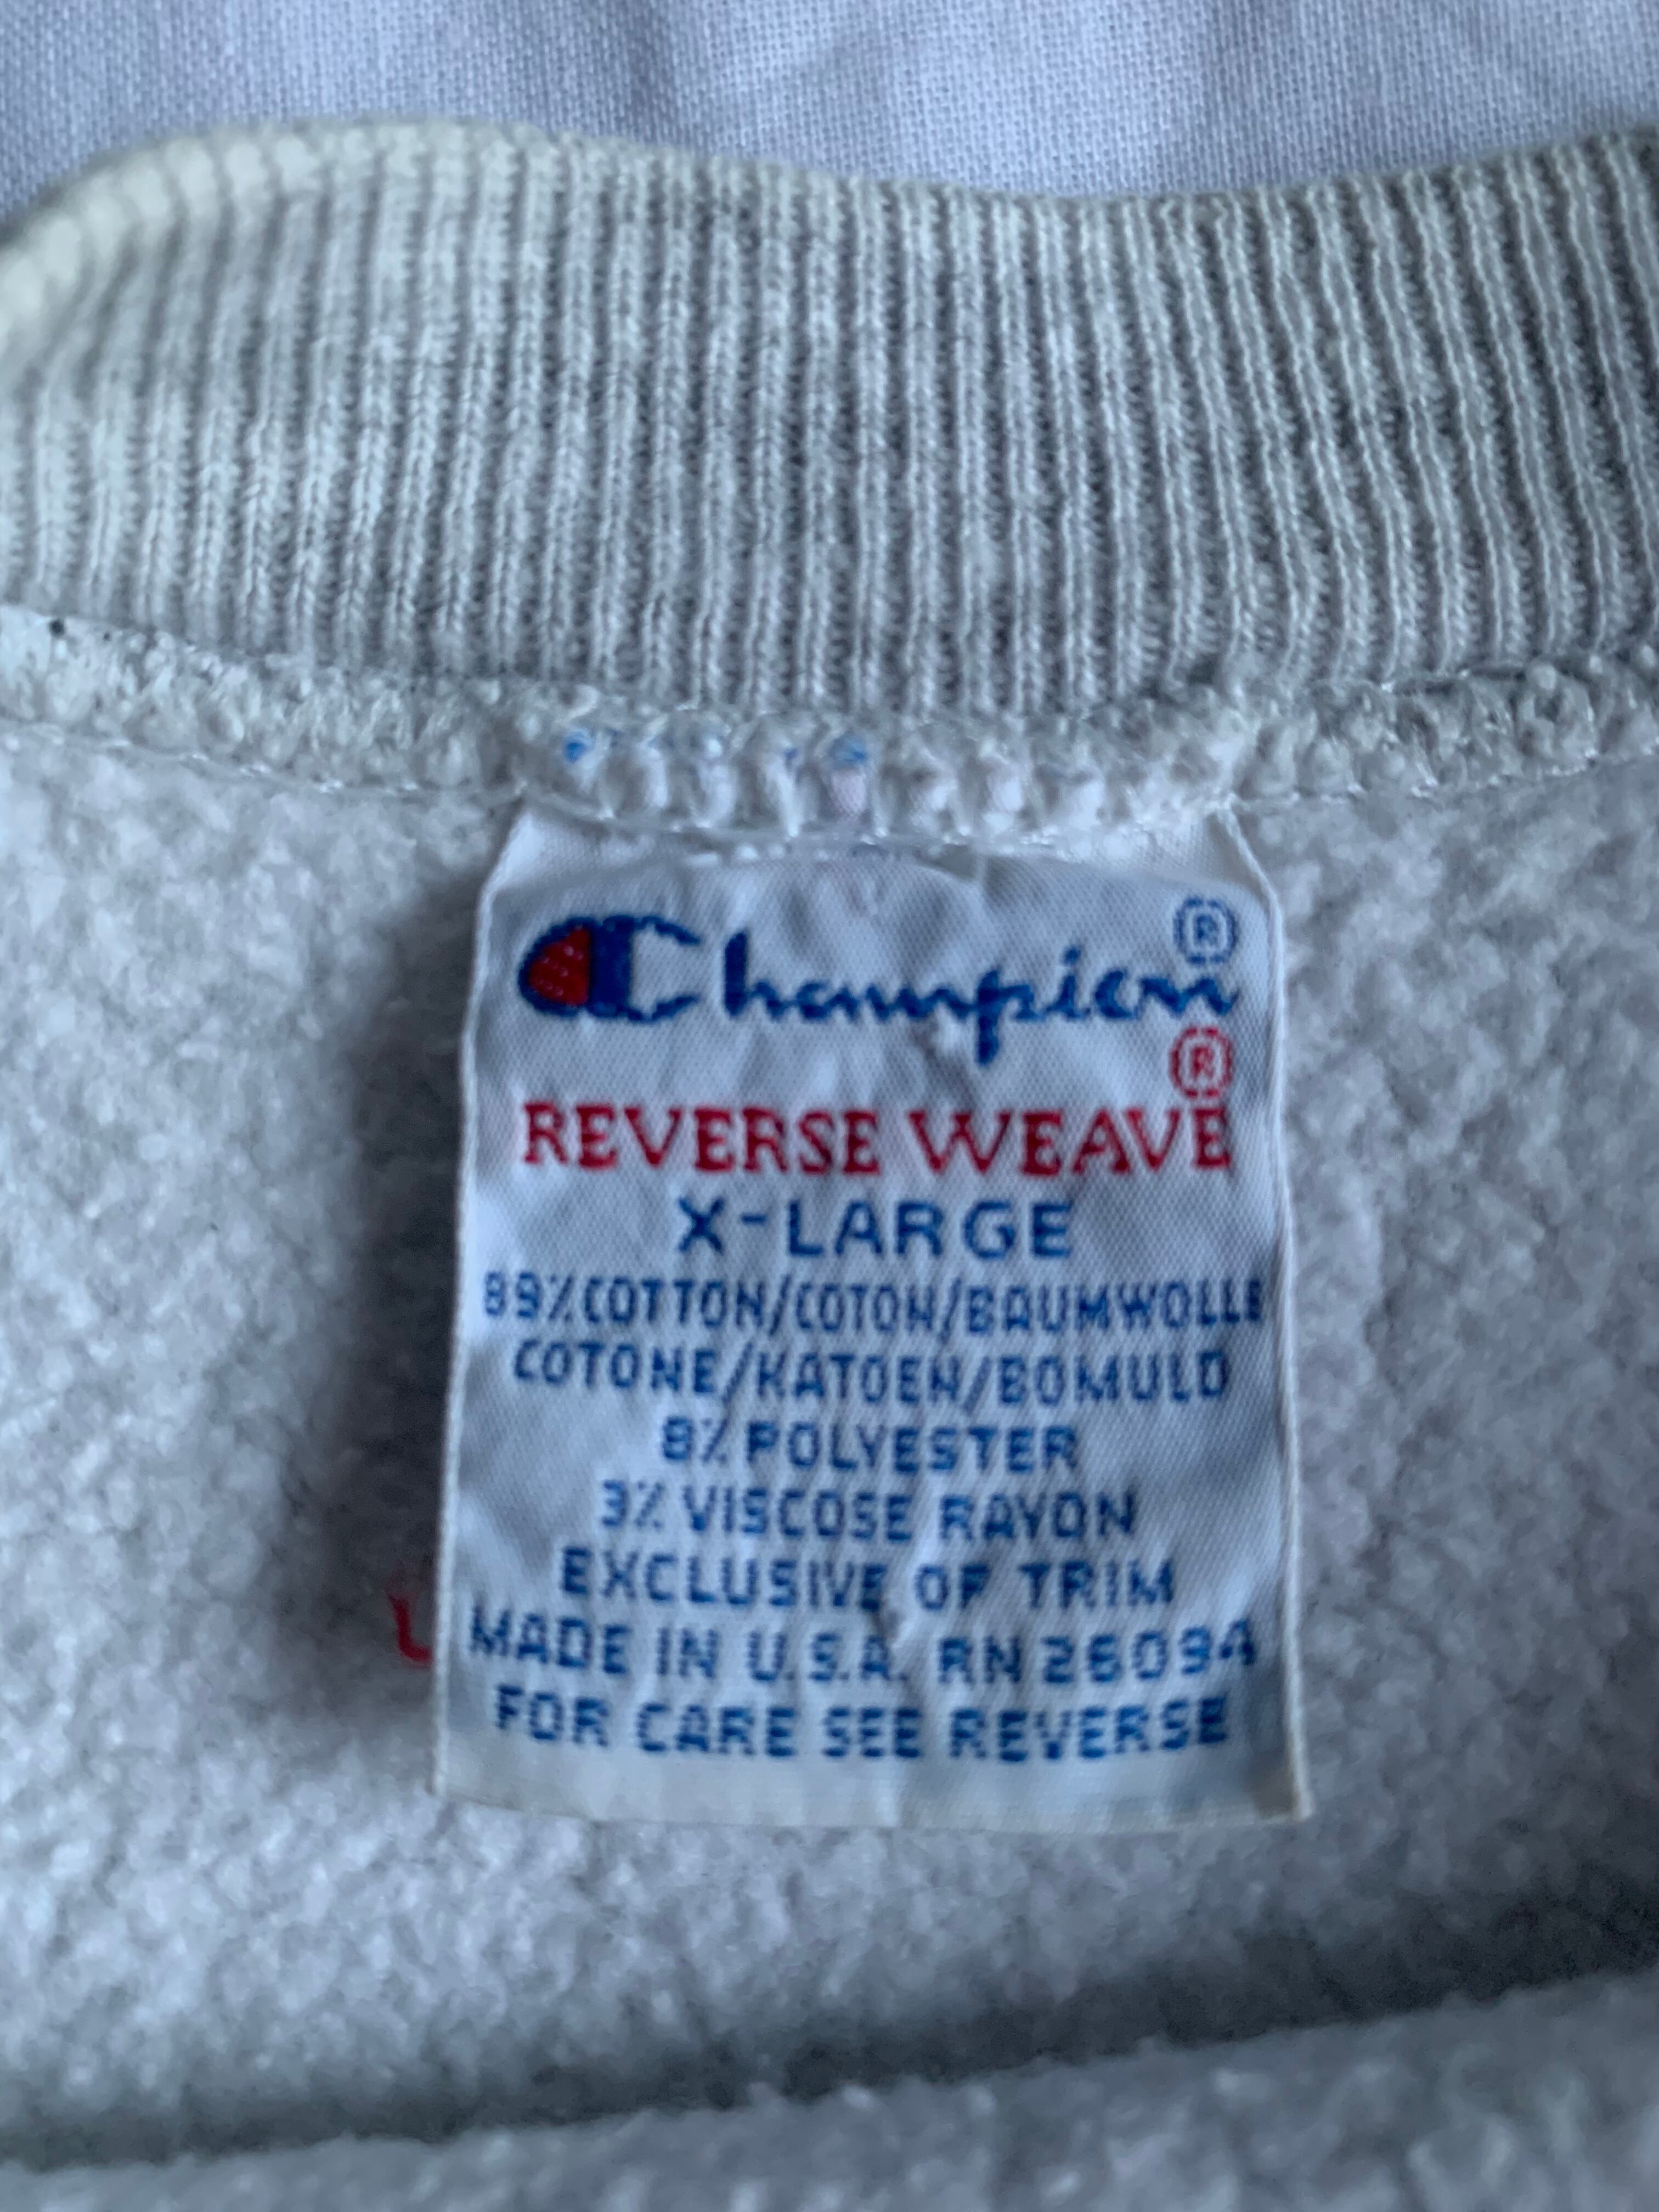 Champion®
®
REVERSE WEAVE
X-LARGE
89% COTTON/COTON/BAUMWOLLE
COTONE/KATOEN/BOMULD
8% POLYESTER
3% VISCOSE RAYON
EXCLUSIVE OF TRIM
MADE IN U.S.A. RN 26094
FOR CARE SEE REVERSE